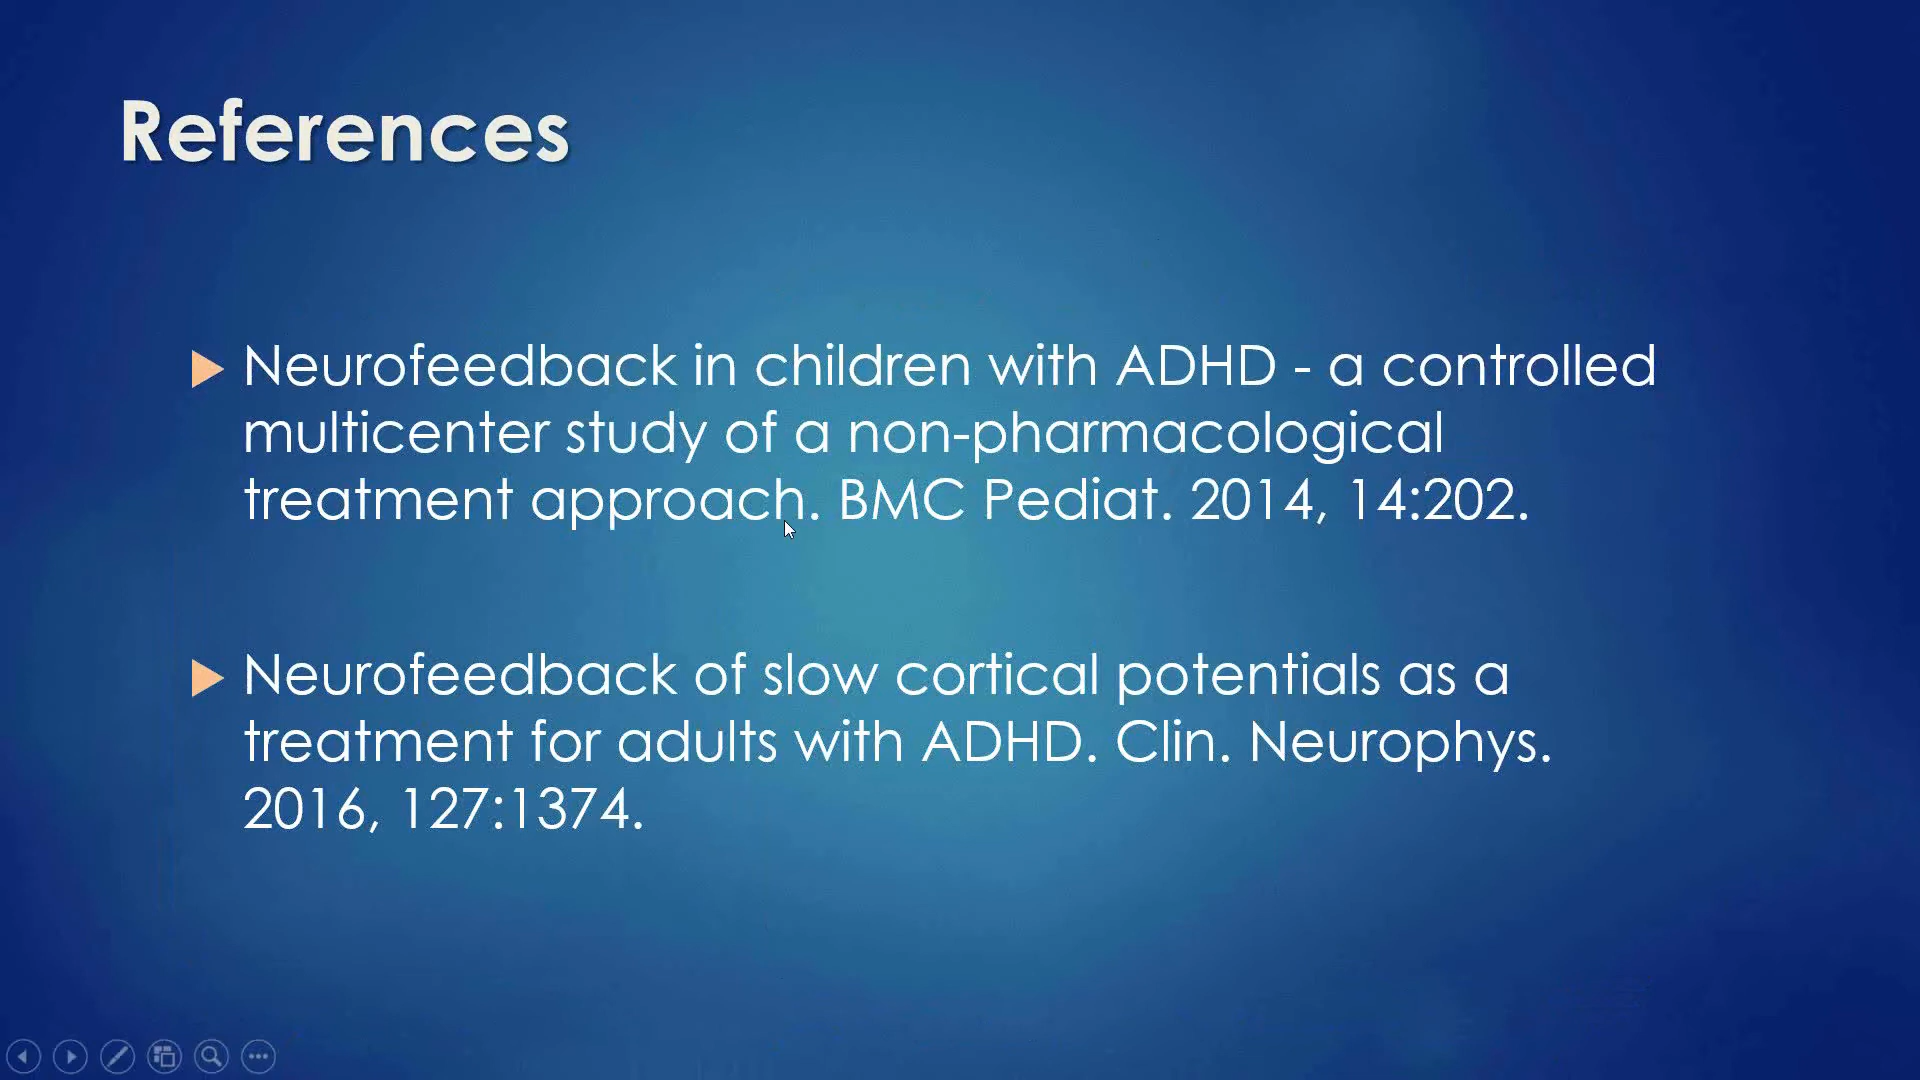 References
Neurofeedback in children with ADHD - a controlled
multicenter study of a non-pharmacological
treatment approach. BMC Pediat. 2014, 14:202.
Neurofeedback of slow cortical potentials as a
treatment for adults with ADHD. Clin. Neurophys.
2016, 127:1374.